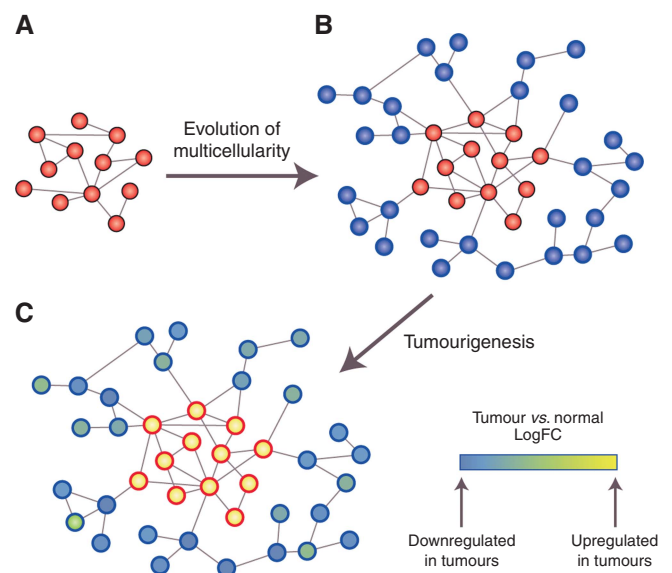 A
B
Evolution of
multicellularity
C
Tumourigenesis
Tumour vs. normal
LogFC
Downregulated
in tumours
Upregulated
in tumours